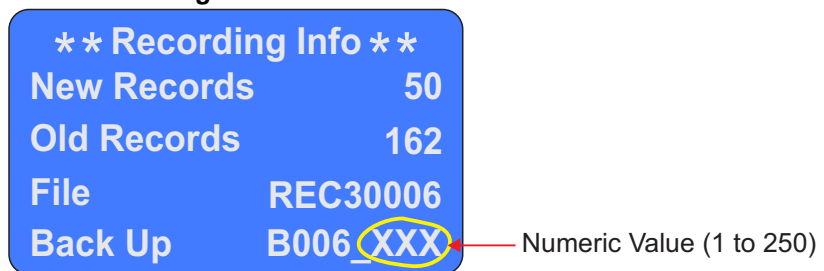 ** Recording Info **
New Records 50
Old Records 162
File REC30006
Back Up B006_XXX
Numeric Value (1 to 250)